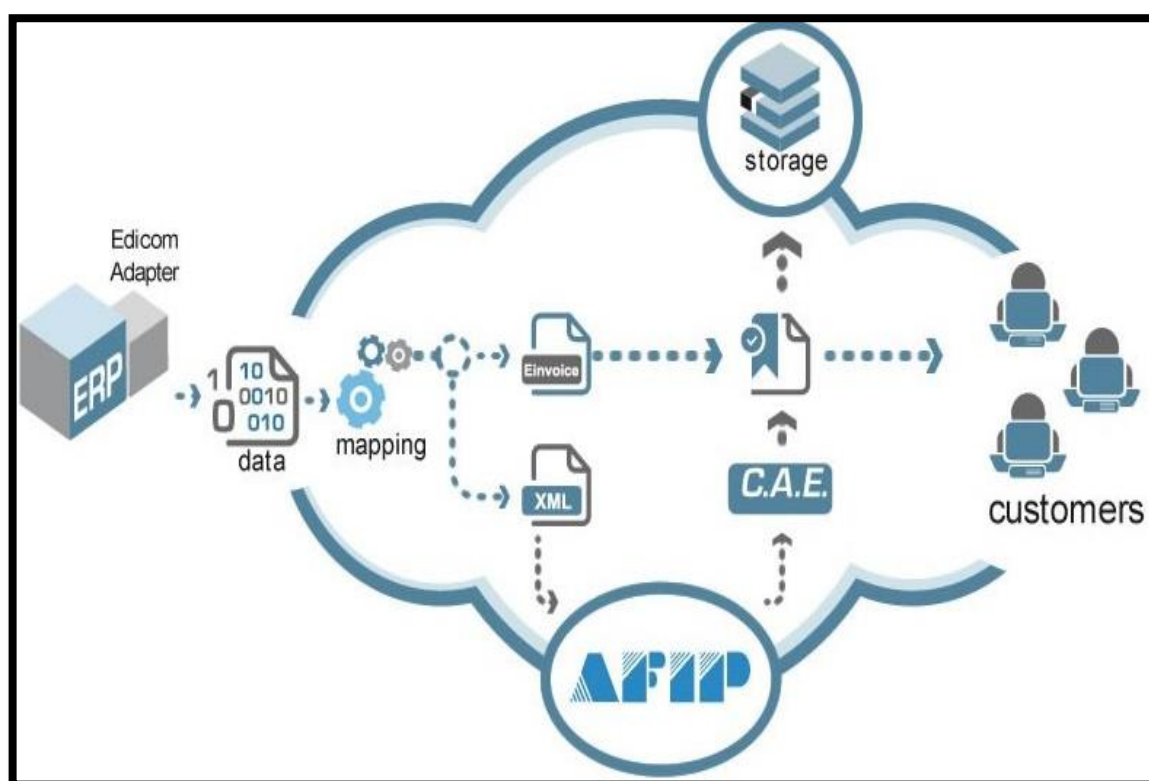 storage
Edicom
Adapter
ERP
1 10
0010
0 010
data
mapping
Einvoice
XML
C.A.E.
AFIP
customers